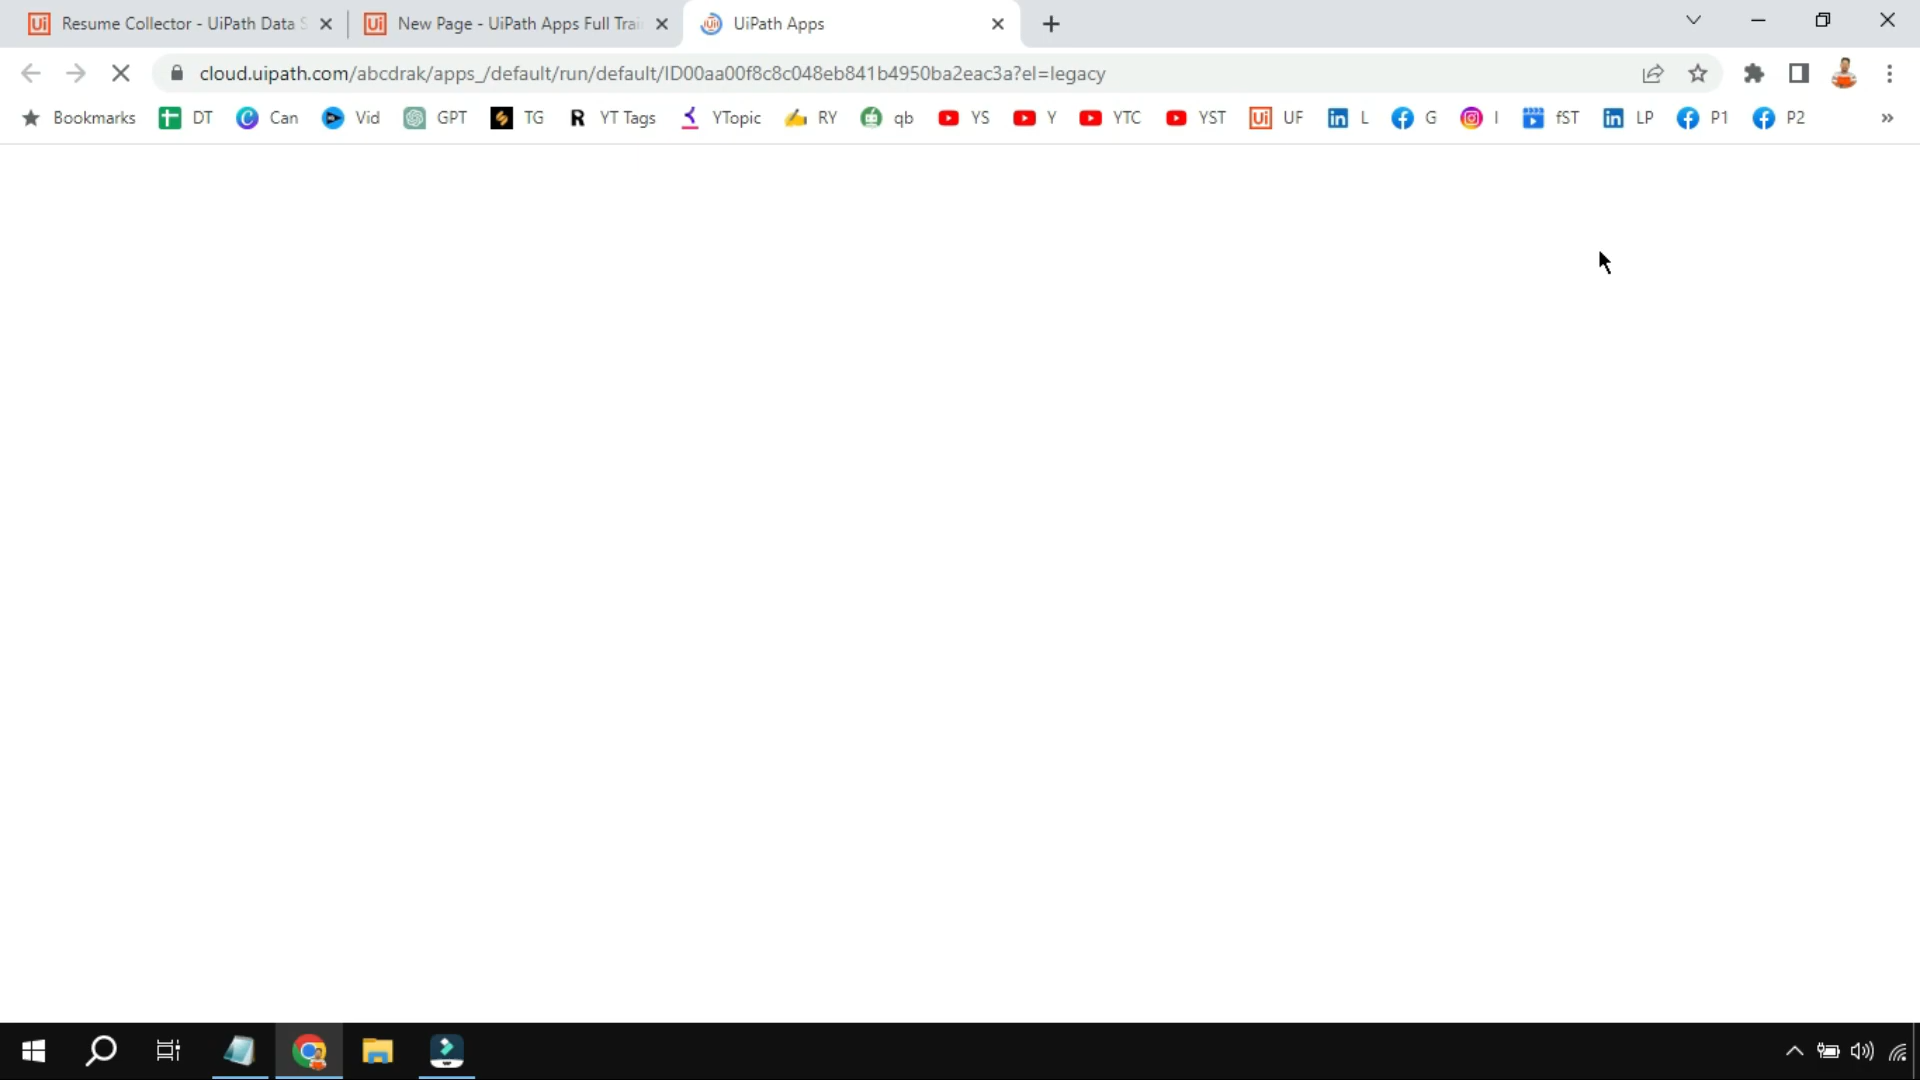 Resume Collector - UiPath Data S
New Page - UiPath Apps Full Trai
UiPath Apps
cloud.uipath.com/abcdrak/apps_/default/run/default/ID00aa00f8c8c048eb841b4950ba2eac3a?el=legacy
Bookmarks DT Can Vid GPT TG YT Tags YTopic RY qb YS Y YTC YST UF L G I fST LP P1 P2 »